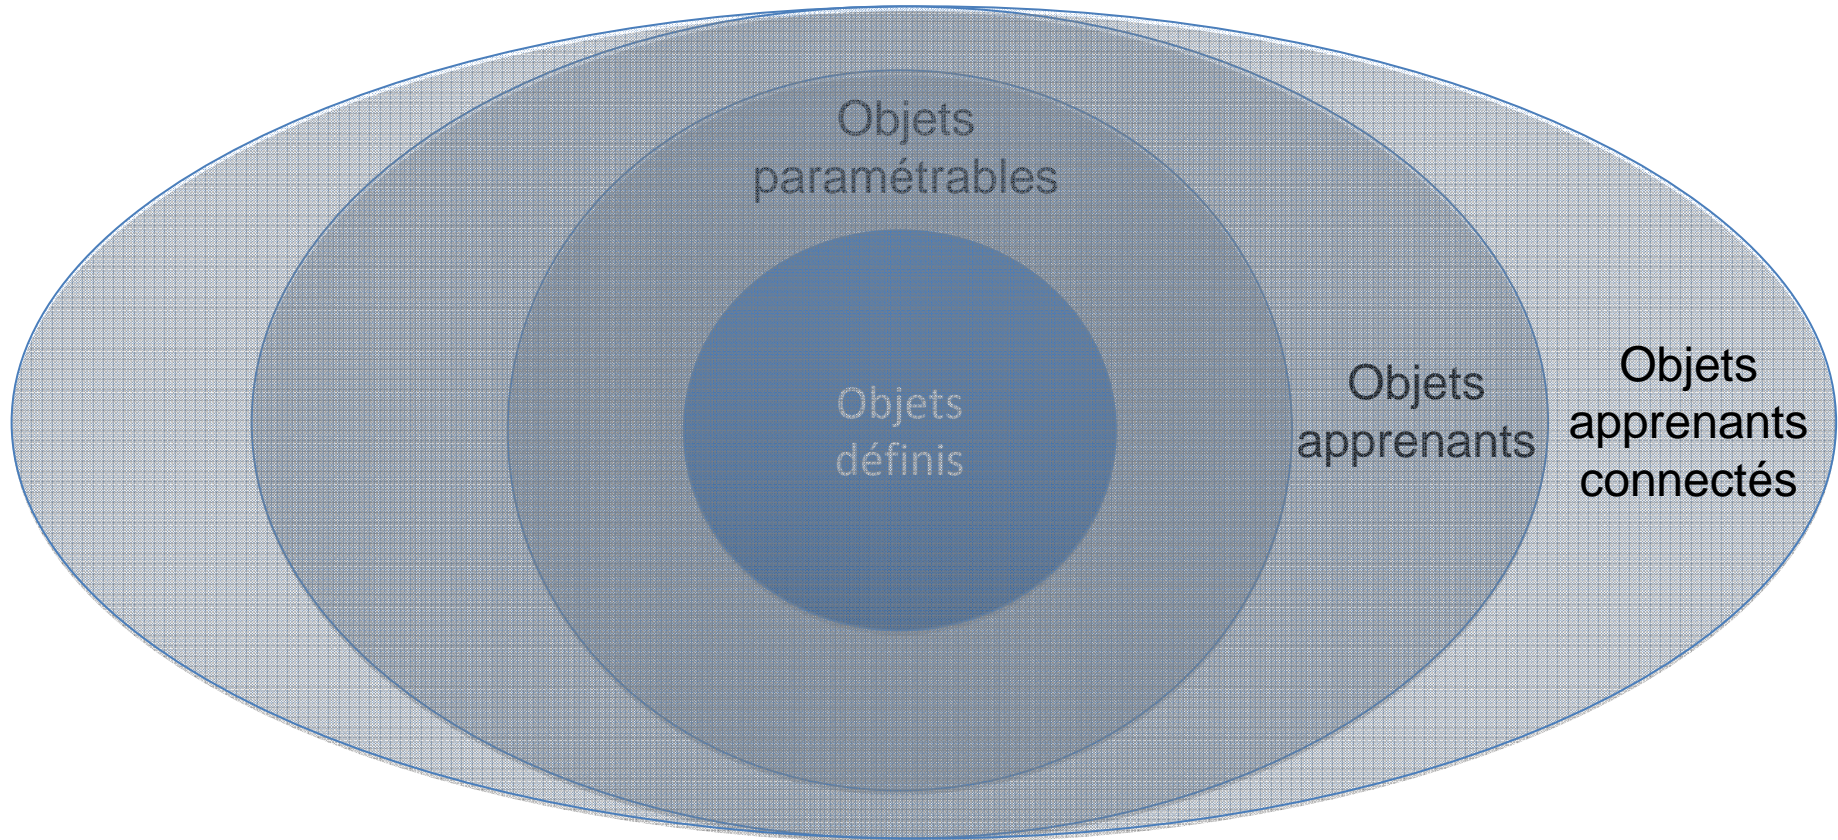 Objets
paramétrables
Objets
définis
Objets
apprenants
Objets
apprenants
connectés